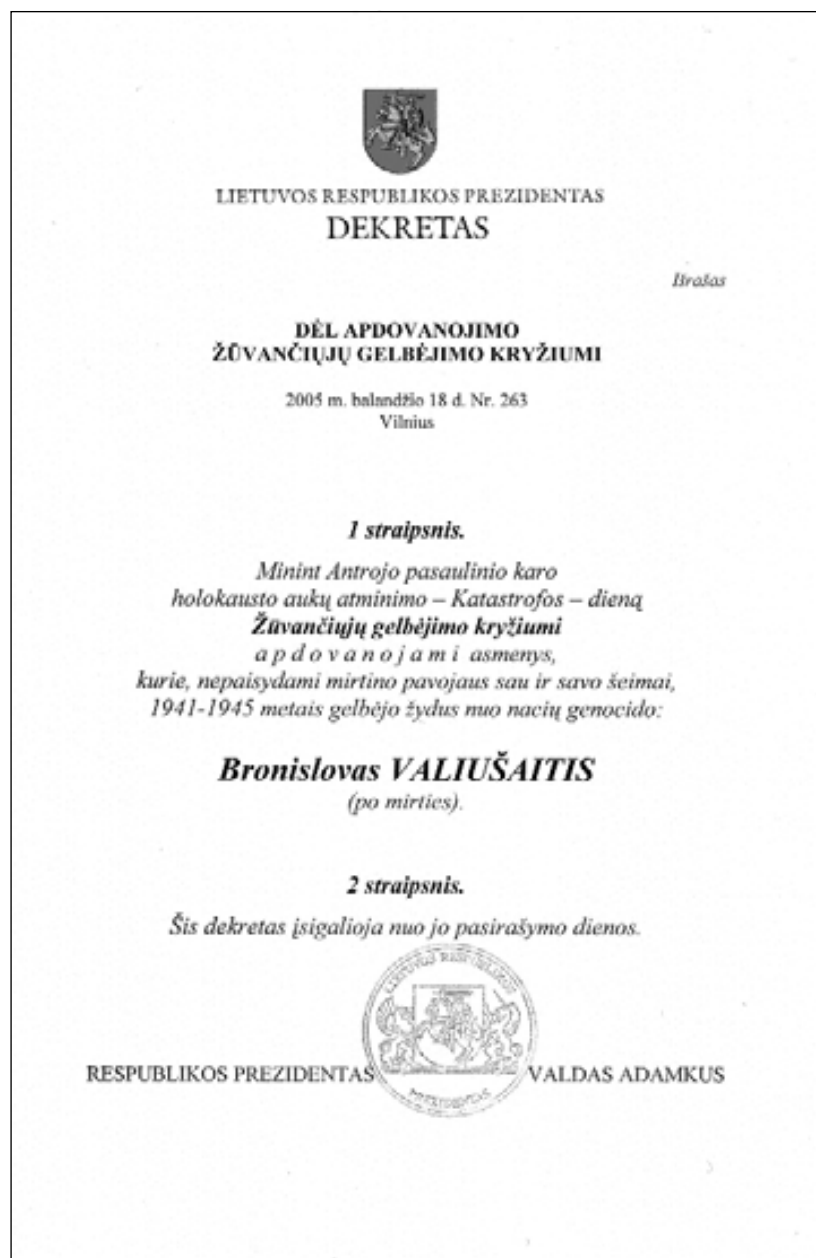 LIETUVOS RESPUBLIKOS PREZIDENTAS
DEKRETAS
Išrašas
DĖL APDOVANOJIMO
ŽŪVANČIŲJŲ GELBĖJIMO KRYŽIUMI
2005 m. balandžio 18 d. Nr. 263
Vilnius
1 straipsnis.
Minint Antrojo pasaulinio karo
holokausto aukų atminimo – Katastrofos – dieną
Žūvančiųjų gelbėjimo kryžiumi
a p d o v a n o j a m i asmenys,
kurie, nepaisydami mirtino pavojaus sau ir savo šeimai,
1941-1945 metais gelbėjo žydus nuo nacių genocido:
Bronislovas VALIUŠAITIS
(po mirties).
2 straipsnis.
Šis dekretas įsigalioja nuo jo pasirašymo dienos.
LIETUVOS RESPUBLIKOS
PREZIDENTAS
RESPUBLIKOS PREZIDENTAS VALDAS ADAMKUS